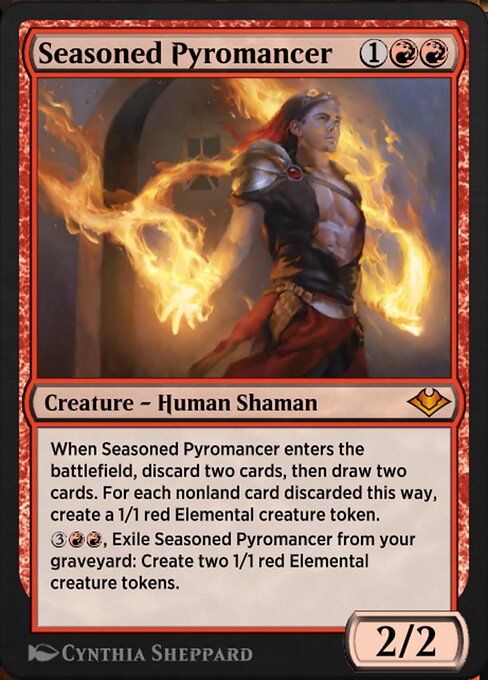 Seasoned Pyromancer 1
Creature – Human Shaman
When Seasoned Pyromancer enters the
battlefield, discard two cards, then draw two
cards. For each nonland card discarded this way,
create a 1/1 red Elemental creature token.
3, Exile Seasoned Pyromancer from your
graveyard: Create two 1/1 red Elemental
creature tokens.
2/2
Cynthia Sheppard